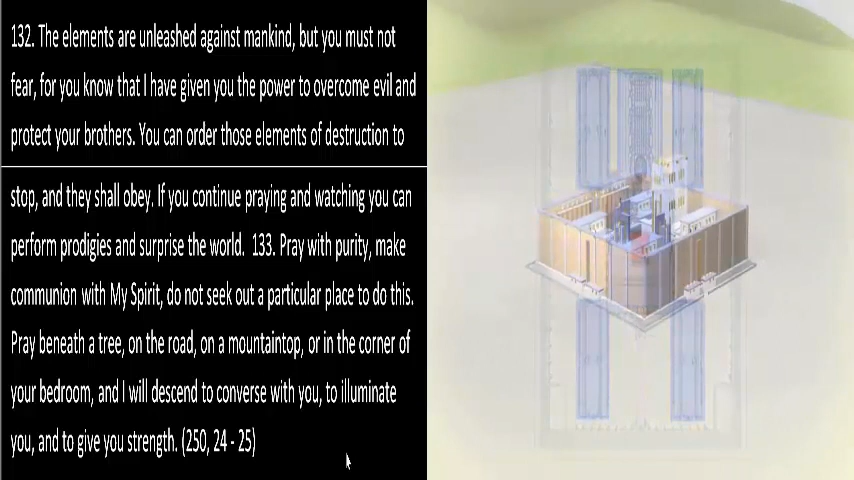 132. The elements are unleashed against mankind, but you must not
fear, for you know that I have given you the power to overcome evil and
protect your brothers. You can order those elements of destruction to
stop, and they shall obey. If you continue praying and watching you can
perform prodigies and surprise the world.  133. Pray with purity, make
communion with My Spirit, do not seek out a particular place to do this.
Pray beneath a tree, on the road, on a mountaintop, or in the corner of
your bedroom, and I will descend to converse with you, to illuminate
you, and to give you strength. (250, 24 - 25)